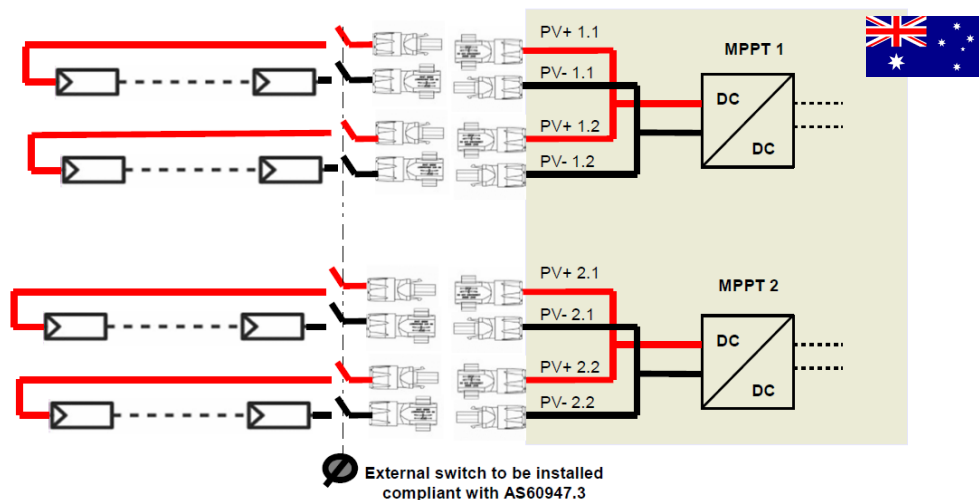 PV+ 1.1
MPPT 1
PV- 1.1
DC
PV+ 1.2
DC
PV- 1.2
PV+ 2.1
MPPT 2
PV- 2.1
DC
PV+ 2.2
DC
PV- 2.2
External switch to be installed
compliant with AS60947.3